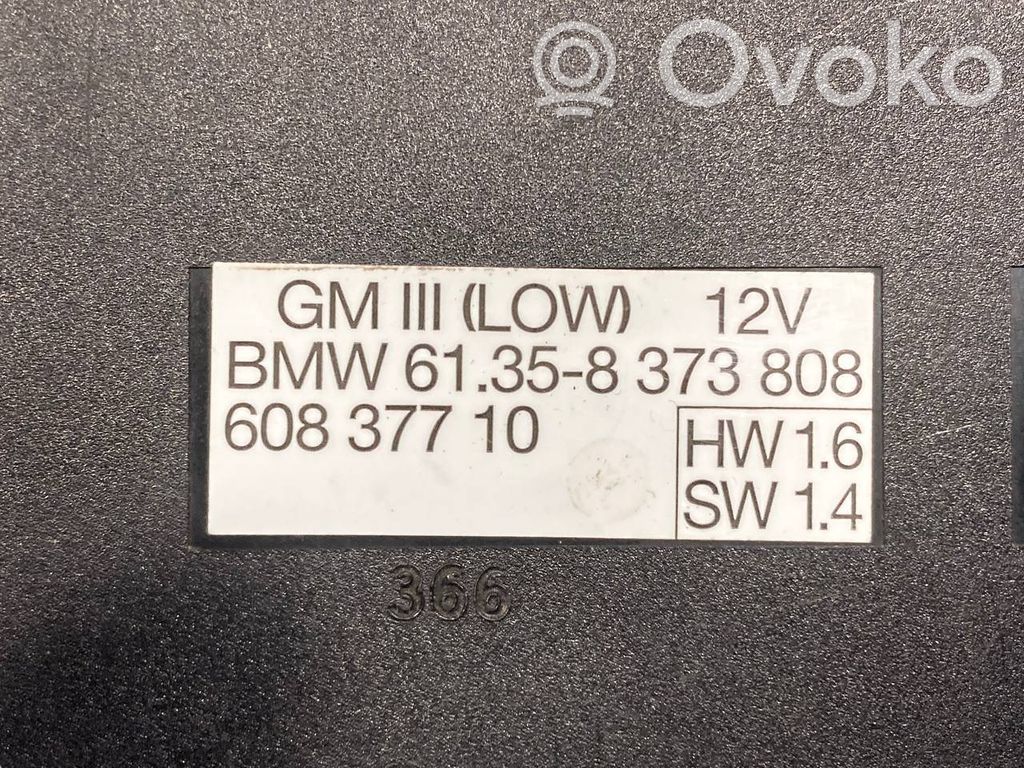 Ovoko
GM III (LOW) 12V
BMW 61.35-8 373 808
608 377 10
HW 1.6
SW 1.4
366